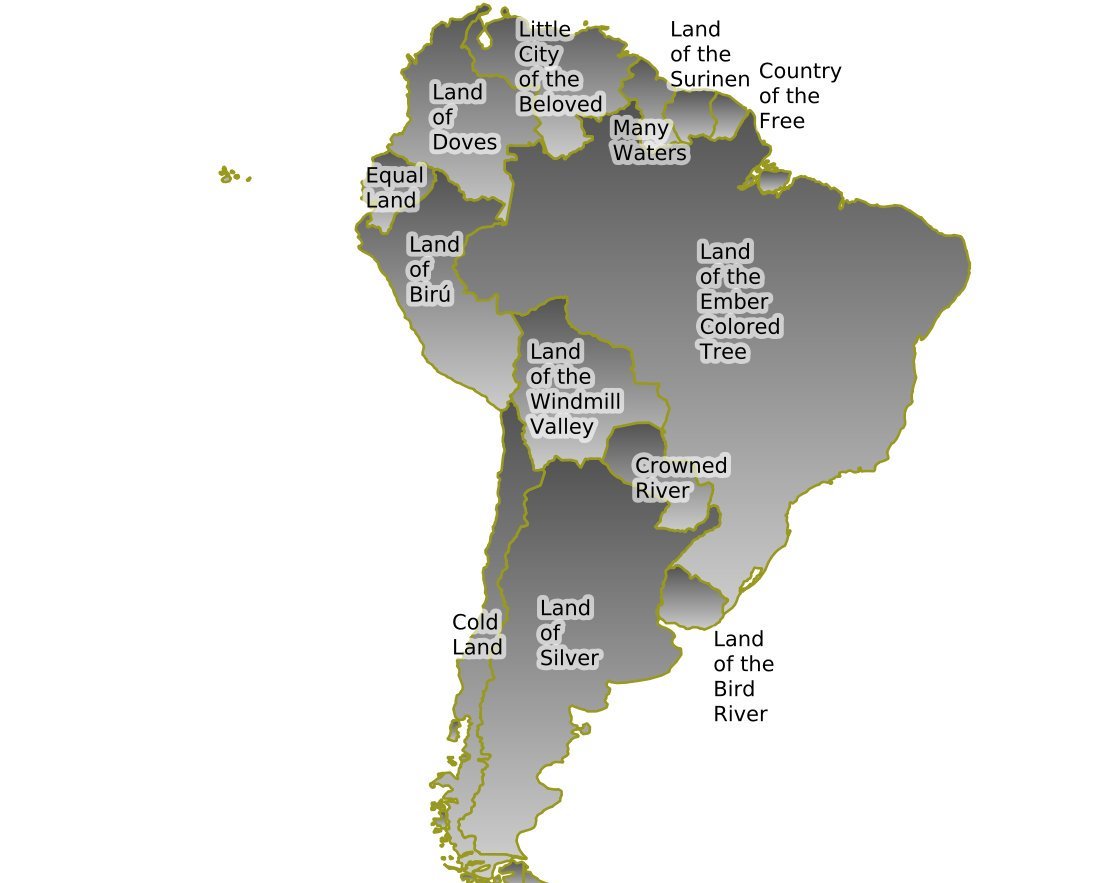 Little
City
of the
Beloved
Land
of the
Surinen
Country
of the
Free
Land
of
Doves
Many
Waters
Equal
Land
Land
of
Birú
Land
of the
Ember
Colored
Tree
Land
of the
Windmill
Valley
Crowned
River
Cold
Land
Land
of
Silver
Land
of the
Bird
River